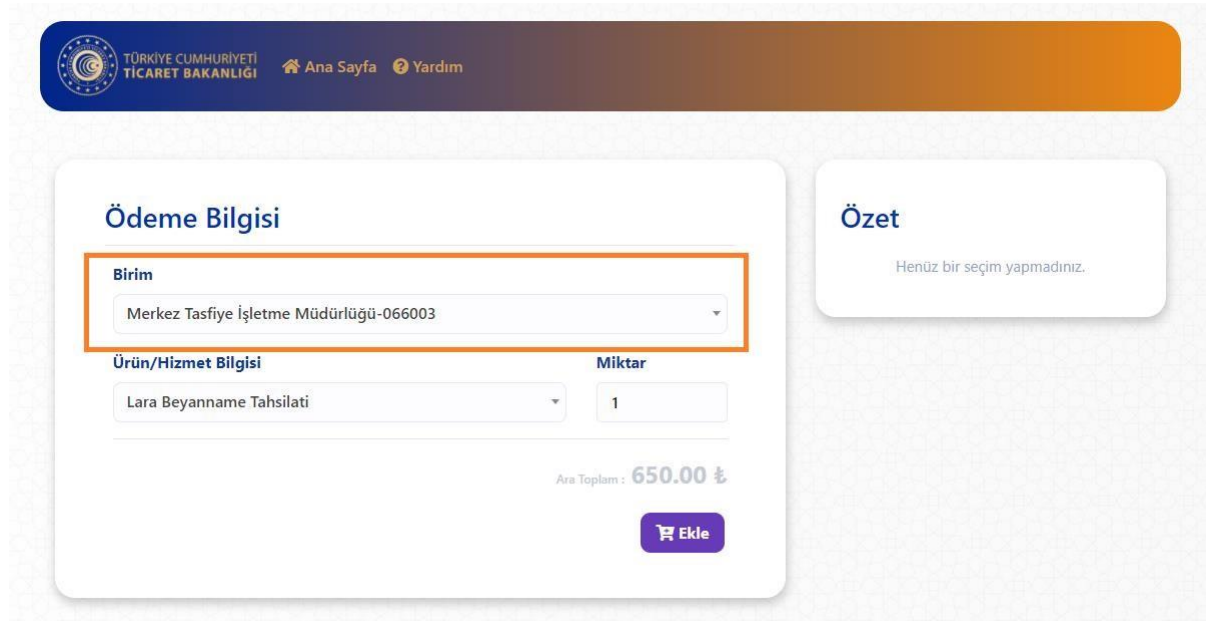 TÜRKİYE CUMHURİYETİ
TİCARET BAKANLIĞI
Ana Sayfa
Yardım
Ödeme Bilgisi
Birim
Merkez Tasfiye İşletme Müdürlüğü-066003
Ürün/Hizmet Bilgisi
Miktar
Lara Beyanname Tahsilati
1
Ara Toplam : 650.00 ₺
Ekle
Özet
Henüz bir seçim yapmadınız.